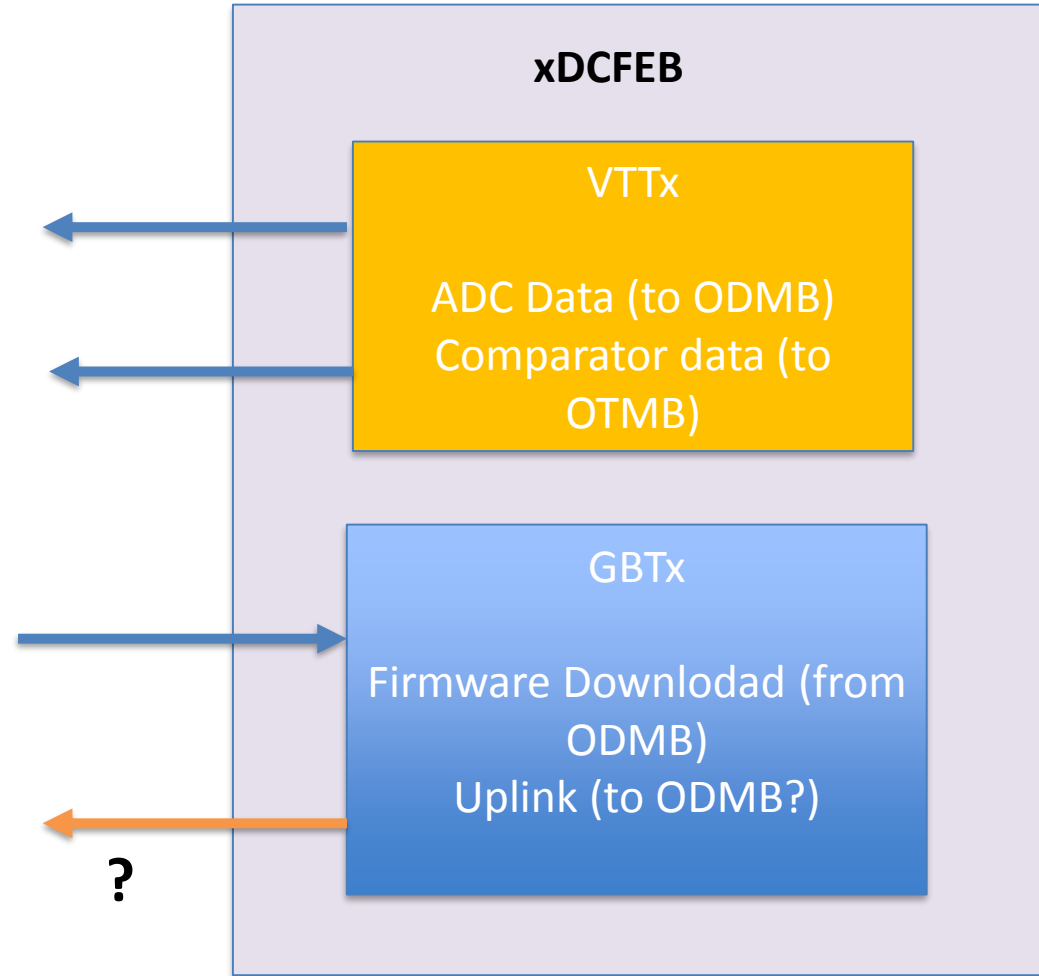 xDCFEB
VTTx
ADC Data (to ODMB)
Comparator data (to
OTMB)
GBTx
Firmware Downlodad (from
ODMB)
Uplink (to ODMB?)
?